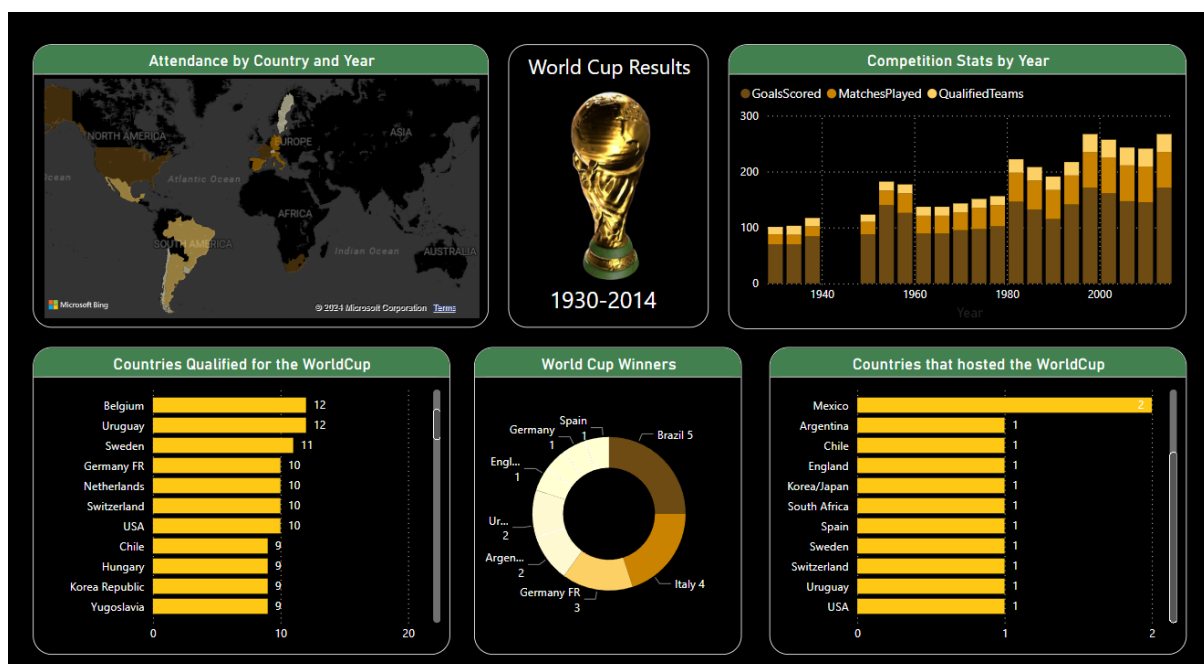 Attendance by Country and Year
NORTH AMERICA
EUROPE
ASIA
Atlantic Ocean
AFRICA
SOUTH AMERICA
Indian Ocean
AUSTRALIA
Microsoft Bing
© 2024 Microsoft Corporation Terms
World Cup Results
1930-2014
Competition Stats by Year
GoalsScored MatchesPlayed QualifiedTeams
300
200
100
0
1940 1960 1980 2000
Year
Countries Qualified for the WorldCup
Belgium 12
Uruguay 12
Sweden 11
Germany FR 10
Netherlands 10
Switzerland 10
USA 10
Chile 9
Hungary 9
Korea Republic 9
Yugoslavia 9
0 10 20
World Cup Winners
Spain
1
Germany
1
Engl...
1
Ur...
2
Argen...
2
Germany FR
3
Brazil 5
Italy 4
Countries that hosted the WorldCup
Mexico 2
Argentina 1
Chile 1
England 1
Korea/Japan 1
South Africa 1
Spain 1
Sweden 1
Switzerland 1
Uruguay 1
USA 1
0 1 2